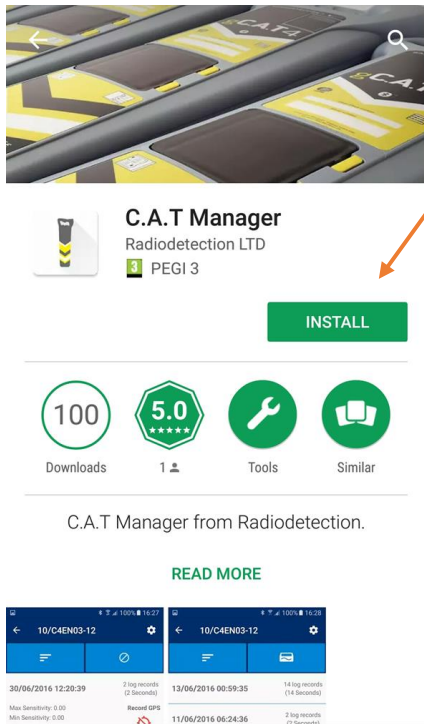 C.A.T4
gC.A.T
C.A.T Manager
Radiodetection LTD
3 PEGI 3
INSTALL
100
5.0
Downloads
1
Tools
Similar
C.A.T Manager from Radiodetection.
READ MORE
100% 16:27
10/C4EN03-12
30/06/2016 12:20:39
2 log records
(2 Seconds)
Max Sensitivity: 0.00
Min Sensitivity: 0.00
Record GPS
100% 16:28
10/C4EN03-12
13/06/2016 00:59:35
14 log records
(14 Seconds)
11/06/2016 06:24:36
2 log records
(2 Seconds)